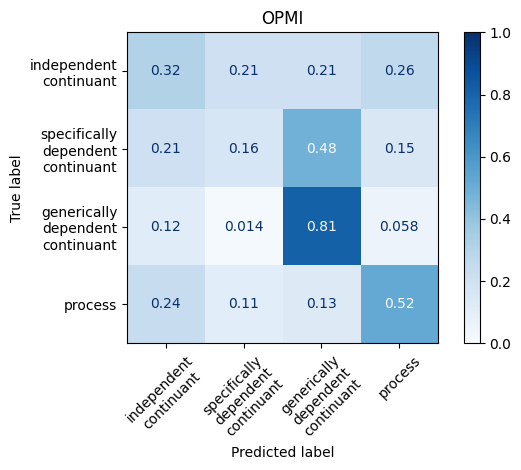 OPMI
independent
continuant
0.32 0.21 0.21 0.26
specifically
dependent
continuant
0.21 0.16 0.48 0.15
generically
dependent
continuant
0.12 0.014 0.81 0.058
process
0.24 0.11 0.13 0.52
True label
independent
continuant
specifically
dependent
continuant
generically
dependent
continuant
process
Predicted label
1.0
0.8
0.6
0.4
0.2
0.0